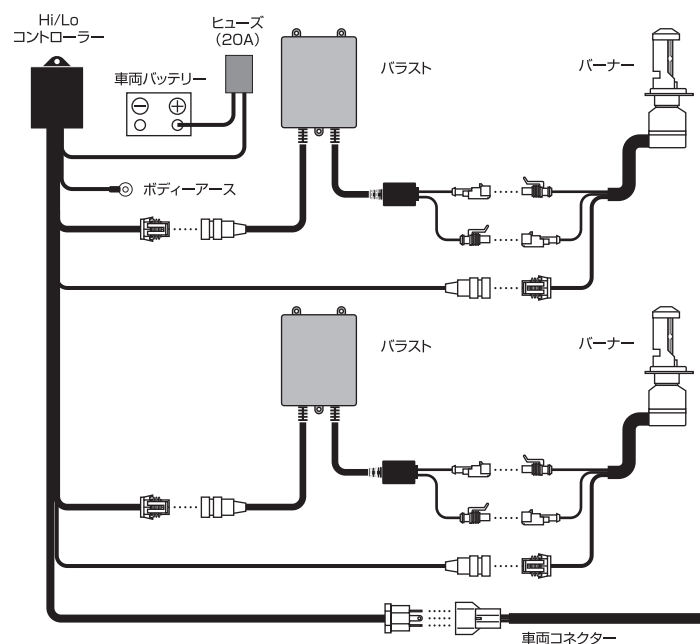 Hi/Lo
コントローラー
ヒューズ
(20A)
車両バッテリー
バラスト
バーナー
ボディーアース
バラスト
バーナー
車両コネクター